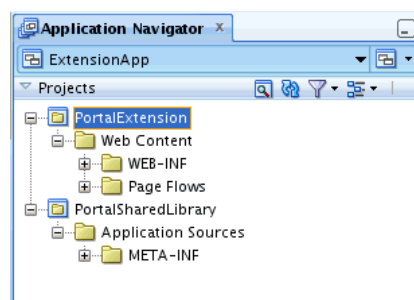 Application Navigator
ExtensionApp
Projects
PortalExtension
Web Content
WEB-INF
Page Flows
PortalSharedLibrary
Application Sources
META-INF